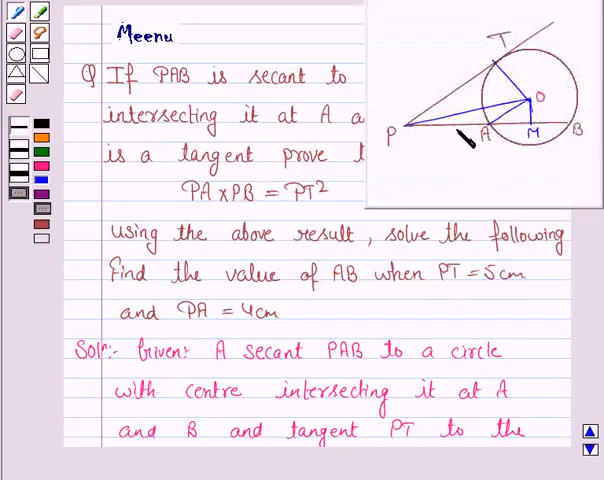 Meenu
Q If PAB is secant to
intersecting it at A a
is a tangent prove t
PA x PB = PT²
using the above result, solve the following
Find the value of AB when PT = 5cm
and PA = 4cm
Soln:- Given: A secant PAB to a circle
with centre intersecting it at A
and B and tangent PT to the
T
O
P
A
M
B